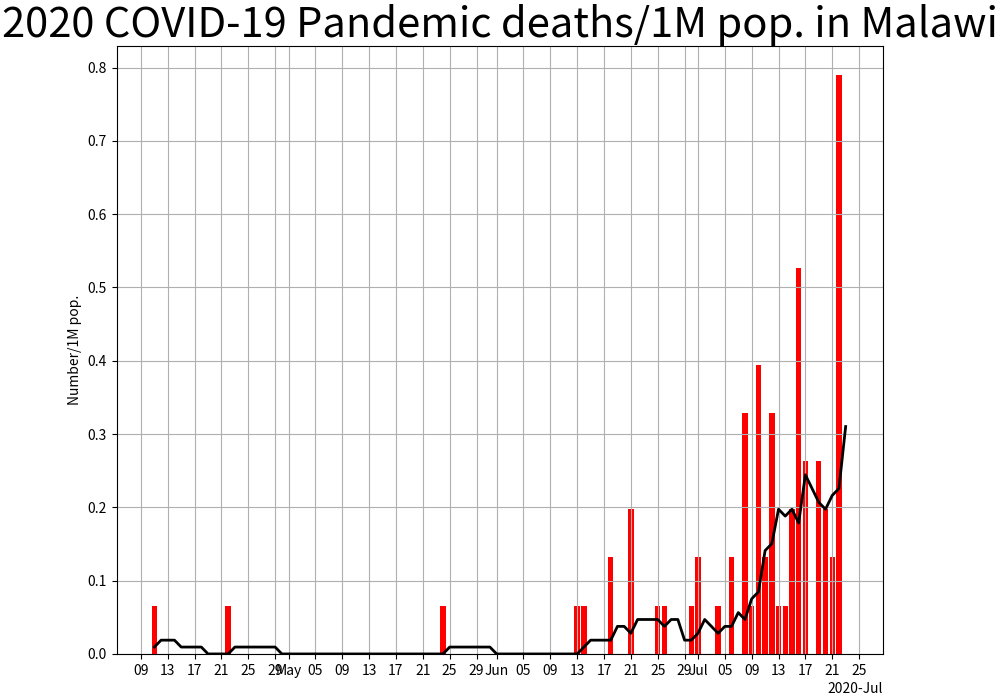 2020 COVID-19 Pandemic deaths/1M pop. in Malawi
Number/1M pop.
0.8
0.7
0.6
0.5
0.4
0.3
0.2
0.1
0.0
09 13 17 21 25 29 May 05 09 13 17 21 25 29 Jun 05 09 13 17 21 25 29 Jul 05 09 13 17 21 25
2020-Jul